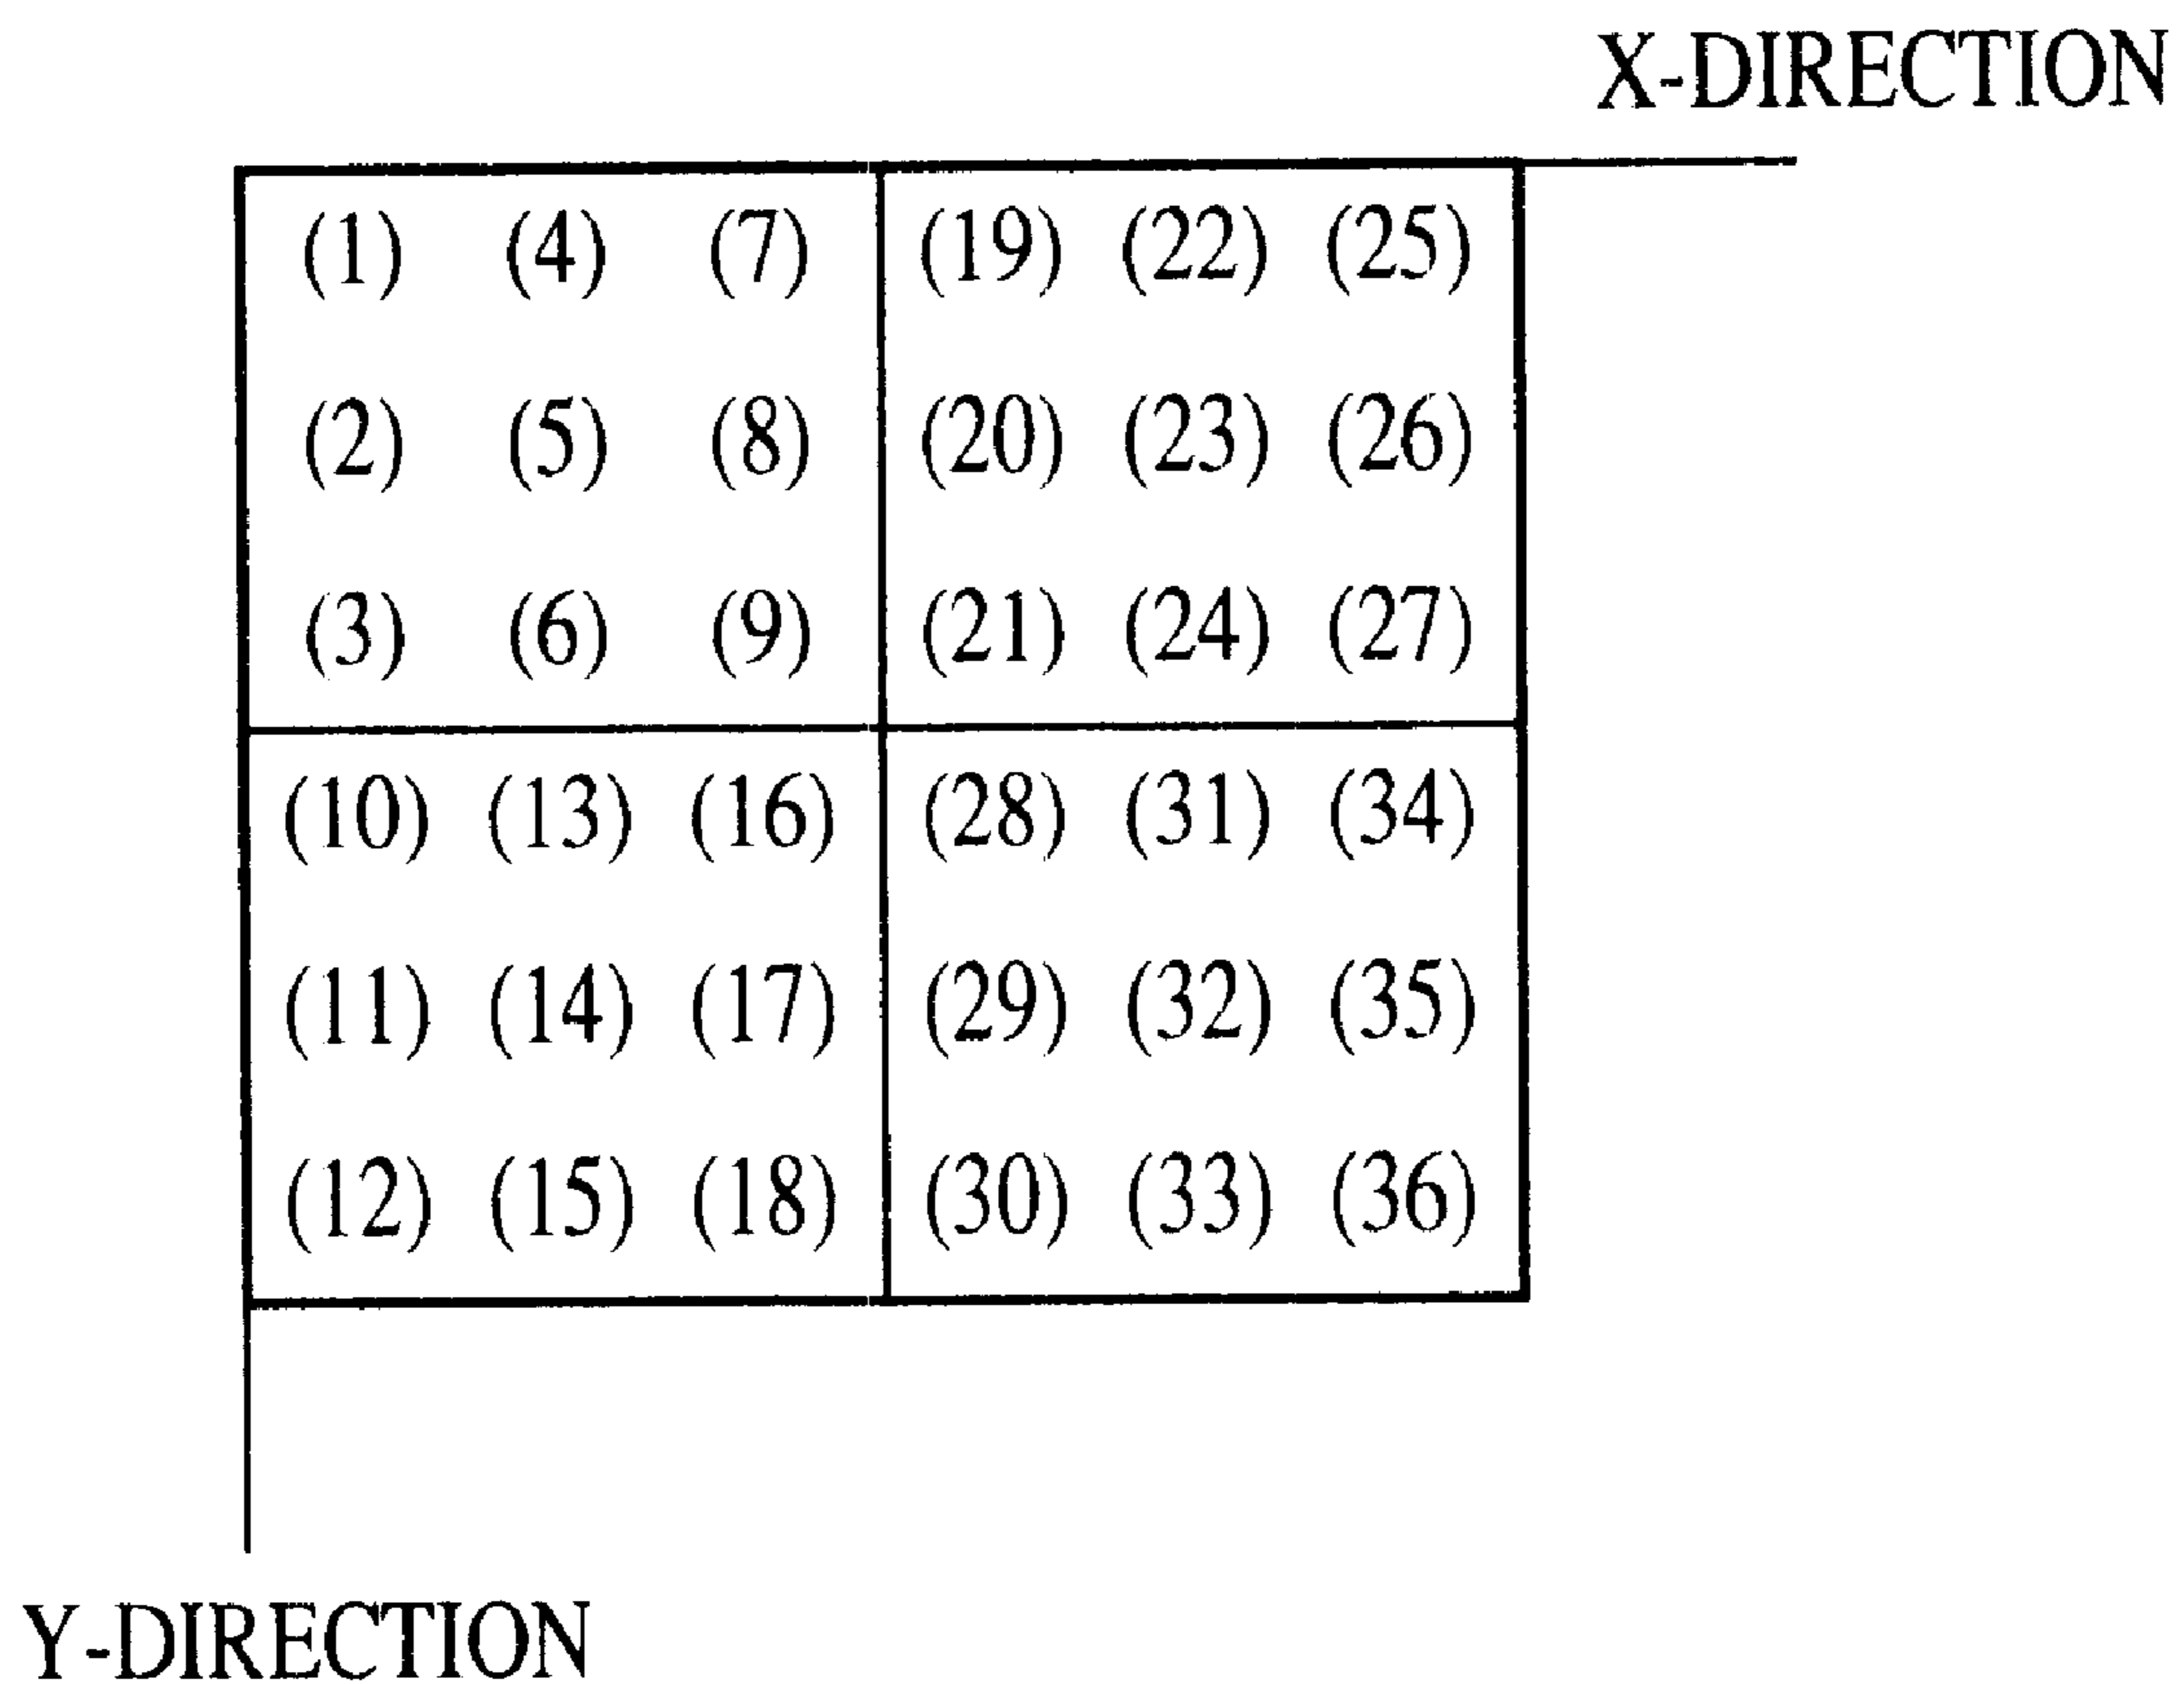 X-DIRECTION
(1) (4) (7) (19) (22) (25)
(2) (5) (8) (20) (23) (26)
(3) (6) (9) (21) (24) (27)
(10) (13) (16) (28) (31) (34)
(11) (14) (17) (29) (32) (35)
(12) (15) (18) (30) (33) (36)
Y-DIRECTION